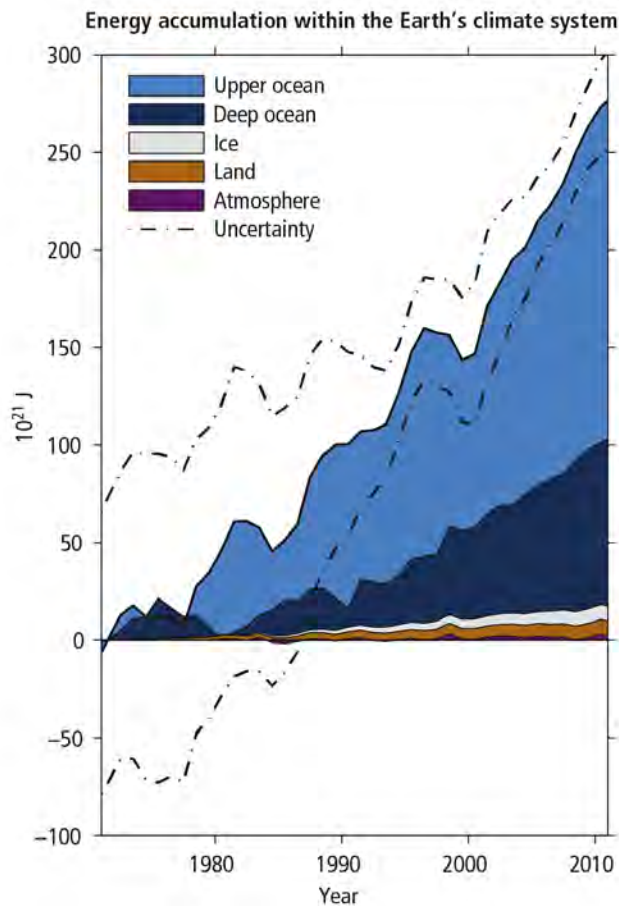 Energy accumulation within the Earth's climate system
300
Upper ocean
Deep ocean
Ice
Land
Atmosphere
Uncertainty
250
200
150
100
50
0
−50
−100
10²¹ J
1980
1990
2000
2010
Year